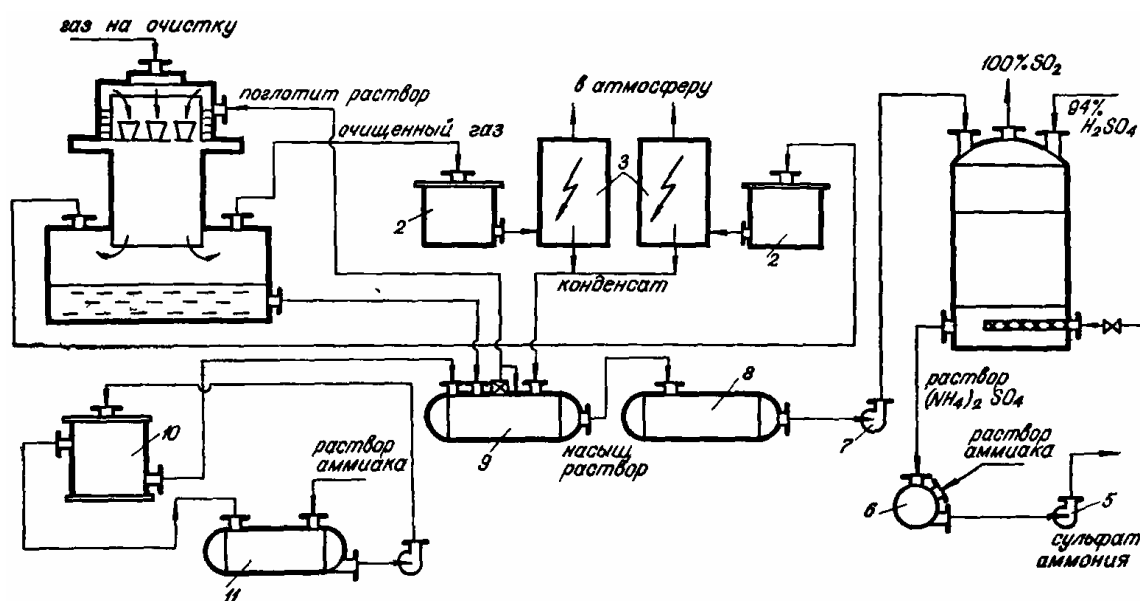 газ на очистку
поглотит раствор
очищенный газ
в атмосферу
100% SO₂
94%
H₂SO₄
3
2
2
конденсат
раствор
(NH₄)₂ SO₄
раствор
аммиака
10
раствор
аммиака
9
насыщ
раствор
8
7
6
5
сульфат
аммония
11